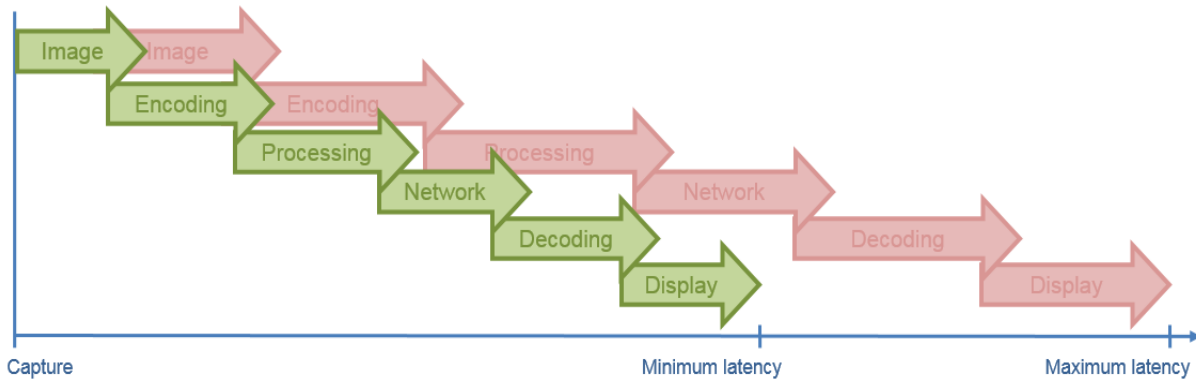 Image Image
Encoding Encoding
Processing Processing
Network Network
Decoding Decoding
Display Display
Capture Minimum latency Maximum latency